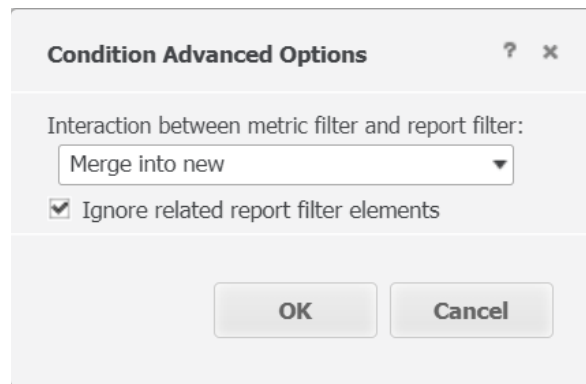 Condition Advanced Options ?
Interaction between metric filter and report filter:
Merge into new
Ignore related report filter elements
OK Cancel